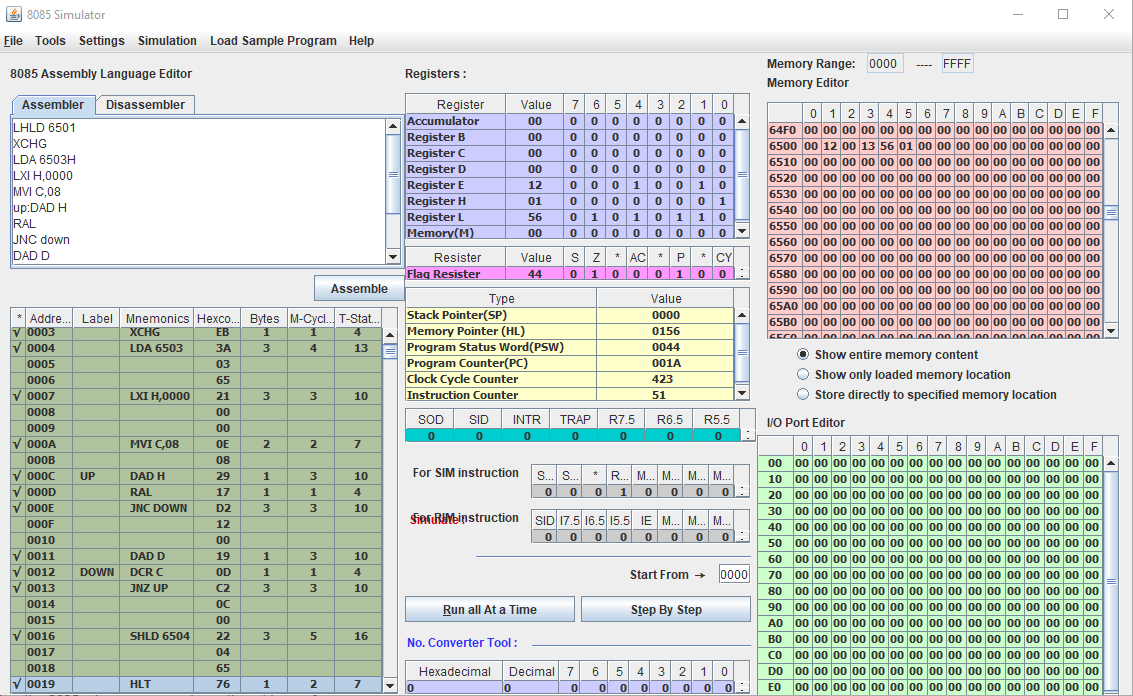 8085 Simulator
File Tools Settings Simulation Load Sample Program Help
8085 Assembly Language Editor
Assembler Disassembler
LHLD 6501
XCHG
LDA 6503H
LXI H,0000
MVI C,08
up:DAD H
RAL
JNC down
DAD D
Assemble
* Addre... Label Mnemonics Hexco... Bytes M-Cycl... T-Stat...
√ 0003 XCHG EB 1 1 4
√ 0004 LDA 6503 3A 3 4 13
0005 03
0006 65
√ 0007 LXI H,0000 21 3 3 10
0008 00
0009 00
√ 000A MVI C,08 0E 2 2 7
000B 08
√ 000C UP DAD H 29 1 3 10
√ 000D RAL 17 1 1 4
√ 000E JNC DOWN D2 3 3 10
000F 12
0010 00
√ 0011 DAD D 19 1 3 10
√ 0012 DOWN DCR C 0D 1 1 4
√ 0013 JNZ UP C2 3 3 10
0014 0C
0015 00
√ 0016 SHLD 6504 22 3 5 16
0017 04
0018 65
√ 0019 HLT 76 1 2 7
Registers :
Register Value 7 6 5 4 3 2 1 0
Accumulator 00 0 0 0 0 0 0 0 0
Register B 00 0 0 0 0 0 0 0 0
Register C 00 0 0 0 0 0 0 0 0
Register D 00 0 0 0 0 0 0 0 0
Register E 12 0 0 0 1 0 0 1 0
Register H 01 0 0 0 0 0 0 0 1
Register L 56 0 1 0 1 0 1 1 0
Memory(M) 00 0 0 0 0 0 0 0 0
Resister Value S Z * AC * P * CY
Flag Resister 44 0 1 0 0 0 1 0 0
Type Value
Stack Pointer(SP) 0000
Memory Pointer (HL) 0156
Program Status Word(PSW) 0044
Program Counter(PC) 001A
Clock Cycle Counter 423
Instruction Counter 51
SOD SID INTR TRAP R7.5 R6.5 R5.5
0 0 0 0 0 0 0
For SIM instruction
S... S... * R... M... M... M... M...
0 0 0 1 0 0 0 0
For RIM instruction
Simulate :
SID I7.5 I6.5 I5.5 IE M... M... M...
0 0 0 0 0 0 0 0
Start From → 0000
Run all At a Time Step By Step
No. Converter Tool :
Hexadecimal Decimal 7 6 5 4 3 2 1 0
0 0 0 0 0 0 0 0 0 0
Memory Range: 0000 ---- FFFF
Memory Editor
0 1 2 3 4 5 6 7 8 9 A B C D E F
64F0 00 00 00 00 00 00 00 00 00 00 00 00 00 00 00 00
6500 00 12 00 13 56 01 00 00 00 00 00 00 00 00 00 00
6510 00 00 00 00 00 00 00 00 00 00 00 00 00 00 00 00
6520 00 00 00 00 00 00 00 00 00 00 00 00 00 00 00 00
6530 00 00 00 00 00 00 00 00 00 00 00 00 00 00 00 00
6540 00 00 00 00 00 00 00 00 00 00 00 00 00 00 00 00
6550 00 00 00 00 00 00 00 00 00 00 00 00 00 00 00 00
6560 00 00 00 00 00 00 00 00 00 00 00 00 00 00 00 00
6570 00 00 00 00 00 00 00 00 00 00 00 00 00 00 00 00
6580 00 00 00 00 00 00 00 00 00 00 00 00 00 00 00 00
6590 00 00 00 00 00 00 00 00 00 00 00 00 00 00 00 00
65A0 00 00 00 00 00 00 00 00 00 00 00 00 00 00 00 00
65B0 00 00 00 00 00 00 00 00 00 00 00 00 00 00 00 00
Show entire memory content
Show only loaded memory location
Store directly to specified memory location
I/O Port Editor
0 1 2 3 4 5 6 7 8 9 A B C D E F
00 00 00 00 00 00 00 00 00 00 00 00 00 00 00 00 00
10 00 00 00 00 00 00 00 00 00 00 00 00 00 00 00 00
20 00 00 00 00 00 00 00 00 00 00 00 00 00 00 00 00
30 00 00 00 00 00 00 00 00 00 00 00 00 00 00 00 00
40 00 00 00 00 00 00 00 00 00 00 00 00 00 00 00 00
50 00 00 00 00 00 00 00 00 00 00 00 00 00 00 00 00
60 00 00 00 00 00 00 00 00 00 00 00 00 00 00 00 00
70 00 00 00 00 00 00 00 00 00 00 00 00 00 00 00 00
80 00 00 00 00 00 00 00 00 00 00 00 00 00 00 00 00
90 00 00 00 00 00 00 00 00 00 00 00 00 00 00 00 00
A0 00 00 00 00 00 00 00 00 00 00 00 00 00 00 00 00
B0 00 00 00 00 00 00 00 00 00 00 00 00 00 00 00 00
C0 00 00 00 00 00 00 00 00 00 00 00 00 00 00 00 00
D0 00 00 00 00 00 00 00 00 00 00 00 00 00 00 00 00
E0 00 00 00 00 00 00 00 00 00 00 00 00 00 00 00 00